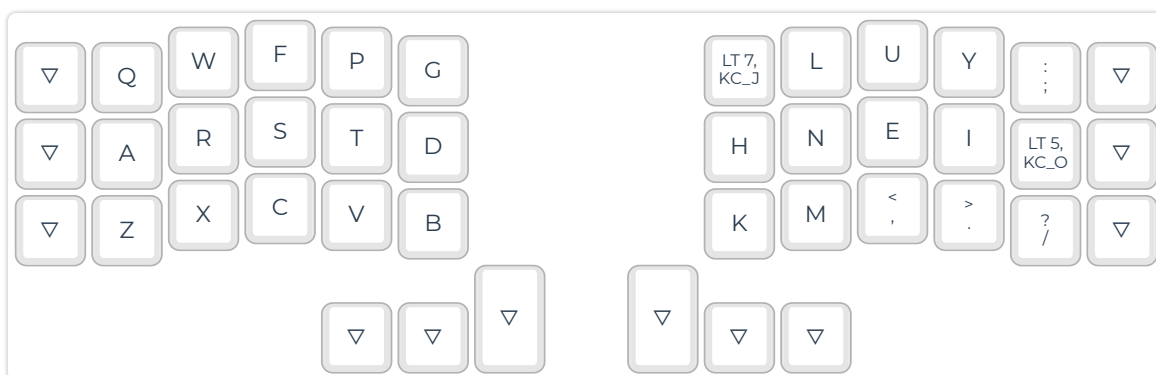 ▽ Q W F P G LT 7, KC_J L U Y : ; ▽
▽ A R S T D H N E I LT 5, KC_O ▽
▽ Z X C V B K M < , > . ? / ▽
▽ ▽ ▽ ▽ ▽ ▽